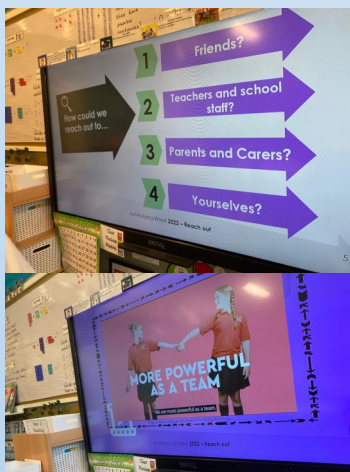 How could we
reach out to...
1
Friends?
2
Teachers and school
staff?
3
Parents and Carers?
4
Yourselves?
Anti-Bullying Week 2022 – Reach out
5
MORE POWERFUL
AS A TEAM
We are more powerful as a team.
Anti-Bullying Week 2022 – Reach out